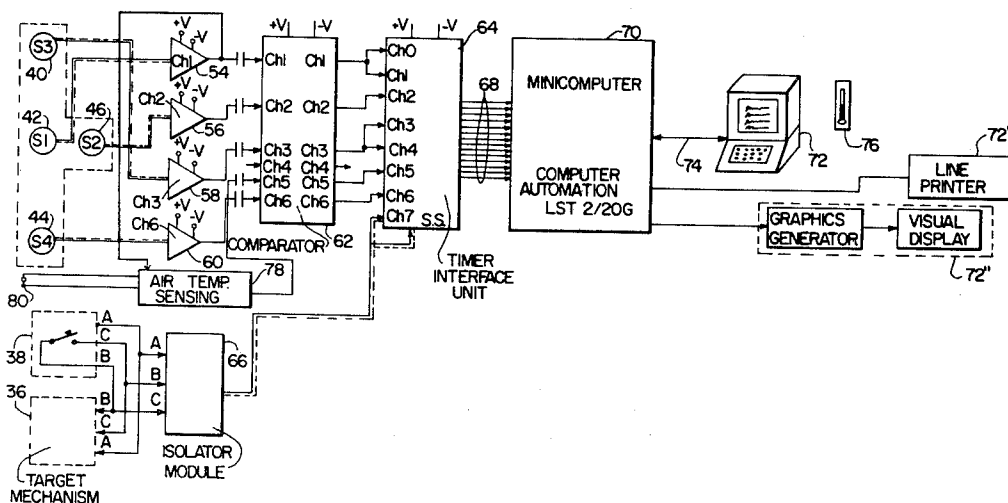 +V
-V
S3
40
Ch1
54
42
S1
46
S2
Ch2
+V
-V
56
+V
-V
58
Ch3
Ch6
+V
-V
44
S4
60
+V
-V
Ch1 Ch1
Ch2 Ch2
Ch3 Ch3
Ch4 Ch4
Ch5 Ch5
Ch6 Ch6
COMPARATOR
62
+V
-V
64
Ch0
Ch1
Ch2
Ch3
Ch4
Ch5
Ch6
Ch7
S.S.
TIMER
INTERFACE
UNIT
68
70
MINICOMPUTER
COMPUTER
AUTOMATION
LST 2/20G
74
72
76
72'
LINE
PRINTER
GRAPHICS
GENERATOR
VISUAL
DISPLAY
72"
AIR TEMP.
SENSING
78
80
38
A
C
B
36
B
C
A
TARGET
MECHANISM
A
B
C
66
ISOLATOR
MODULE